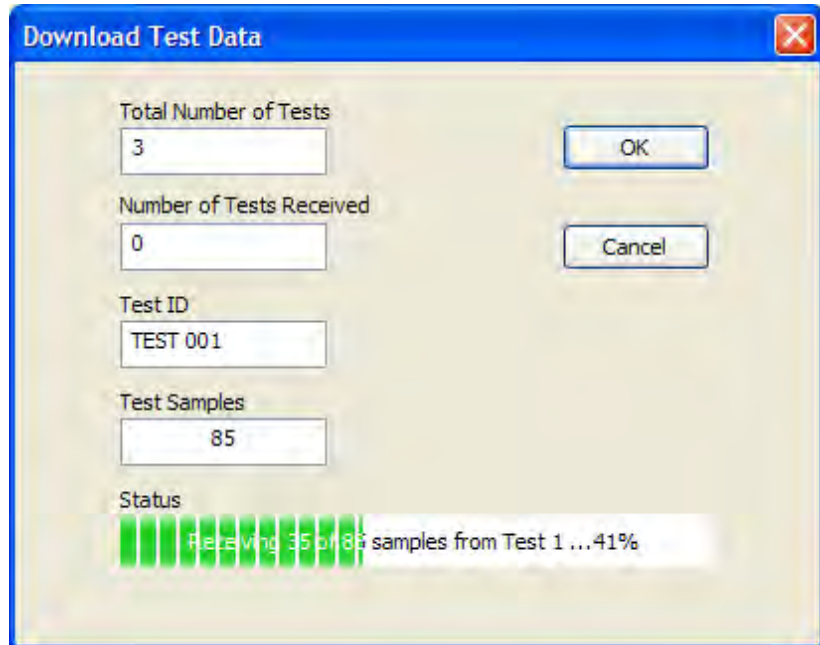 Download Test Data
Total Number of Tests
3
OK
Number of Tests Received
0
Cancel
Test ID
TEST 001
Test Samples
85
Status
Receiving 35 of 85 samples from Test 1 ...41%